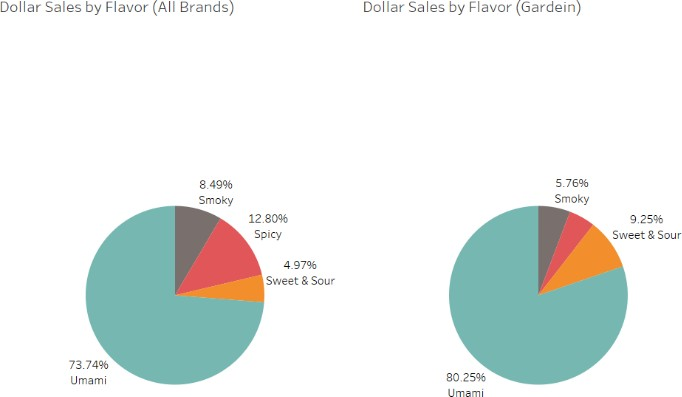 Dollar Sales by Flavor (All Brands)
8.49%
Smoky
12.80%
Spicy
4.97%
Sweet & Sour
73.74%
Umami
Dollar Sales by Flavor (Gardein)
5.76%
Smoky
9.25%
Sweet & Sour
80.25%
Umami